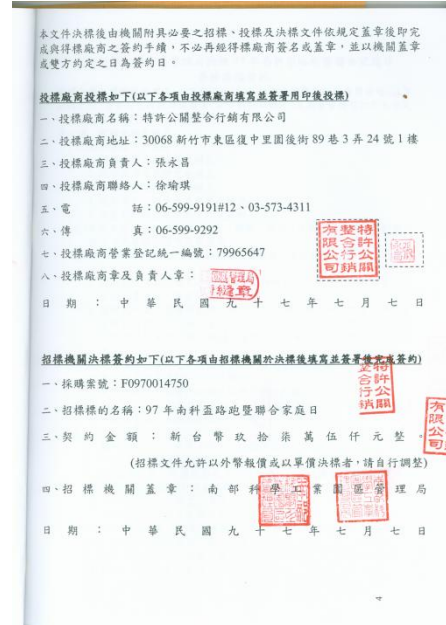 本文件決標後由機關附具必要之招標、投標及決標文件依規定蓋章後即完
成與得標廠商之簽約手續，不必再經得標廠商簽名或蓋章，並以機關蓋章
或雙方約定之日為簽約日。
投標廠商投標如下(以下各項由投標廠商填寫並簽署用印後投標)
一、投標廠商名稱：特許公關整合行銷有限公司
二、投標廠商地址：30068 新竹市東區復中里園後街 89 巷 3 弄 24 號 1 樓
三、投標廠商負責人：張永昌
四、投標廠商聯絡人：徐瑜琪
五、電　　　話：06-599-9191#12、03-573-4311
六、傳　　　真：06-599-9292
七、投標廠商營業登記統一編號：79965647
八、投標廠商章及負責人章：
特許公關
整合行銷
有限公司
日期：中華民國九十七年七月七日
招標機關決標簽約如下(以下各項由招標機關於決標後填寫並簽署後完成簽約)
一、採購案號：F0970014750
特許公關
整合行銷
二、招標標的名稱：97 年南科盃路跑暨聯合家庭日
有限公司
三、契約金額：新台幣玖拾柒萬伍仟元整。
(招標文件允許以外幣報價或以單價決標者，請自行調整)
四、招標機關蓋章：南部科學工業園區管理局
日期：中華民國九十七年七月七日
4